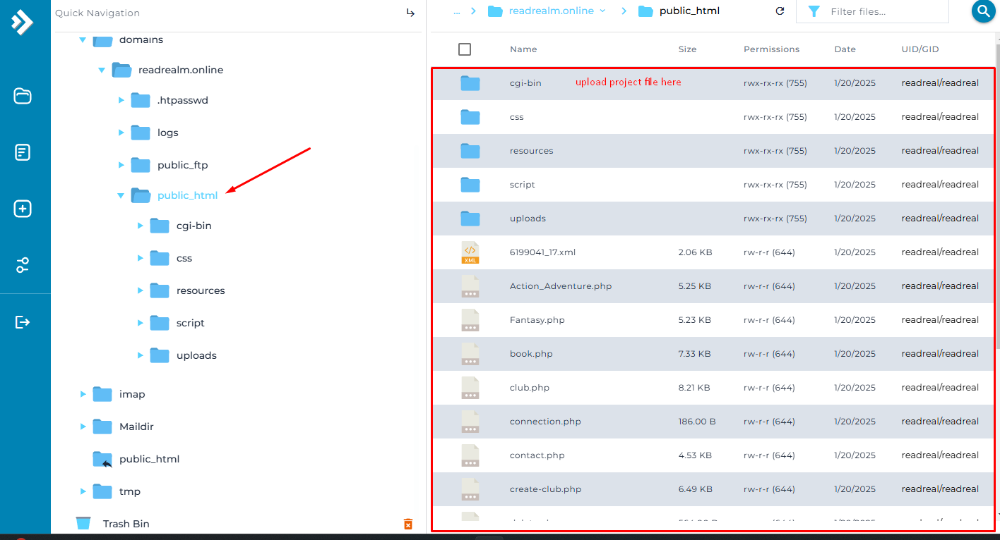 Quick Navigation
domains
readrealm.online
.htpasswd
logs
public_ftp
public_html
cgi-bin
css
resources
script
uploads
imap
Maildir
public_html
tmp
Trash Bin
... readrealm.online public_html Filter files...
Name Size Permissions Date UID/GID
cgi-bin upload project file here rwx-rx-rx (755) 1/20/2025 readreal/readreal
css rwx-rx-rx (755) 1/20/2025 readreal/readreal
resources rwx-rx-rx (755) 1/20/2025 readreal/readreal
script rwx-rx-rx (755) 1/20/2025 readreal/readreal
uploads rwx-rx-rx (755) 1/20/2025 readreal/readreal
XML 6199041_17.xml 2.06 KB rw-r-r (644) 1/20/2025 readreal/readreal
Action_Adventure.php 5.25 KB rw-r-r (644) 1/20/2025 readreal/readreal
Fantasy.php 5.23 KB rw-r-r (644) 1/20/2025 readreal/readreal
book.php 7.33 KB rw-r-r (644) 1/20/2025 readreal/readreal
club.php 8.21 KB rw-r-r (644) 1/20/2025 readreal/readreal
connection.php 186.00 B rw-r-r (644) 1/20/2025 readreal/readreal
contact.php 4.53 KB rw-r-r (644) 1/20/2025 readreal/readreal
create-club.php 6.49 KB rw-r-r (644) 1/20/2025 readreal/readreal